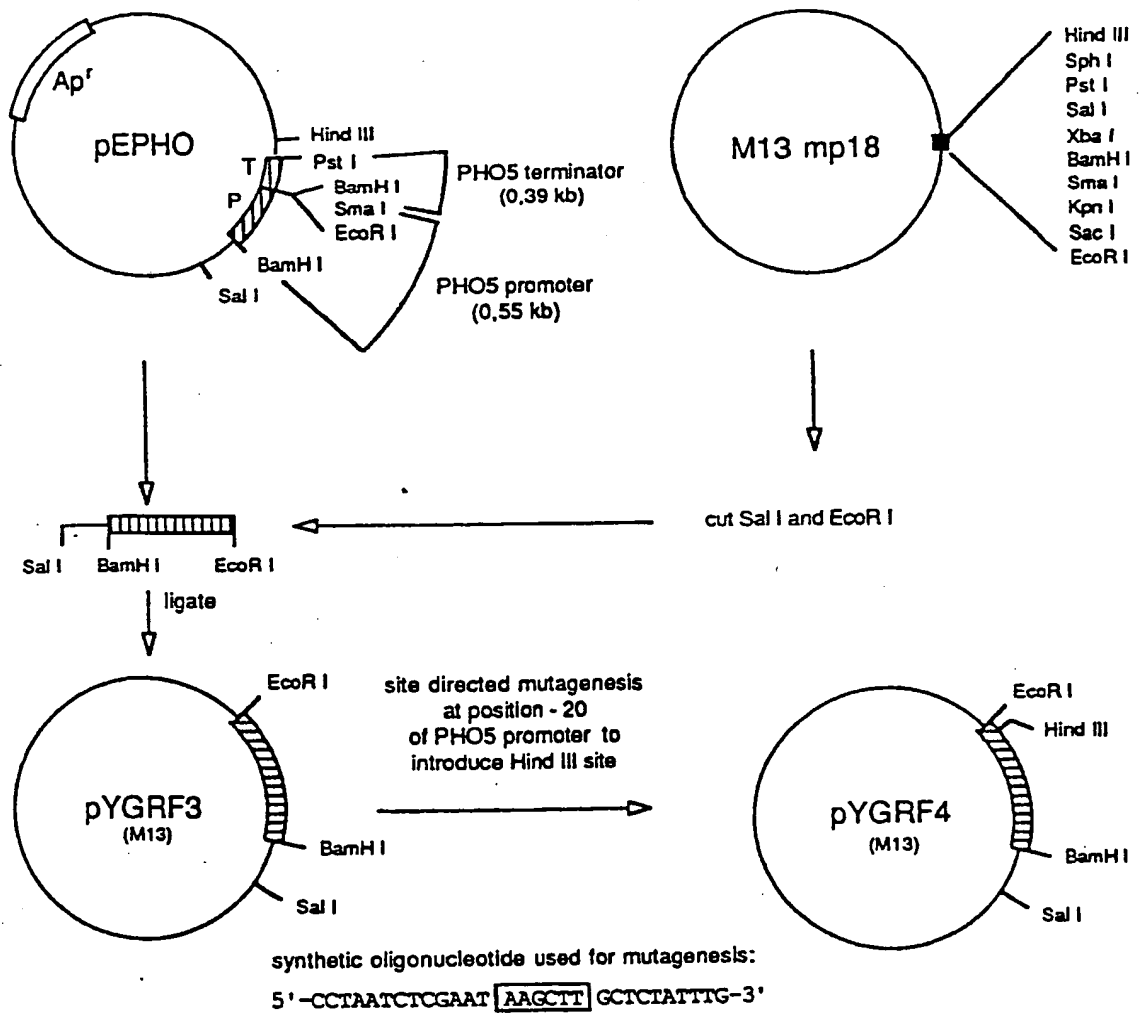 Apʳ
pEPHO
Hind III
T
Pst I
P
BamH I
Sma I
EcoR I
BamH I
Sal I
PHO5 terminator
(0,39 kb)
PHO5 promoter
(0,55 kb)
M13 mp18
Hind III
Sph I
Pst I
Sal I
Xba I
BamH I
Sma I
Kpn I
Sac I
EcoR I
cut Sal I and EcoR I
Sal I
BamH I
EcoR I
ligate
EcoR I
pYGRF3
(M13)
BamH I
Sal I
site directed mutagenesis
at position - 20
of PHO5 promoter to
introduce Hind III site
EcoR I
Hind III
pYGRF4
(M13)
BamH I
Sal I
synthetic oligonucleotide used for mutagenesis:
5'-CCTAATCTCGAAT AAGCTT GCTCTATTTG-3'